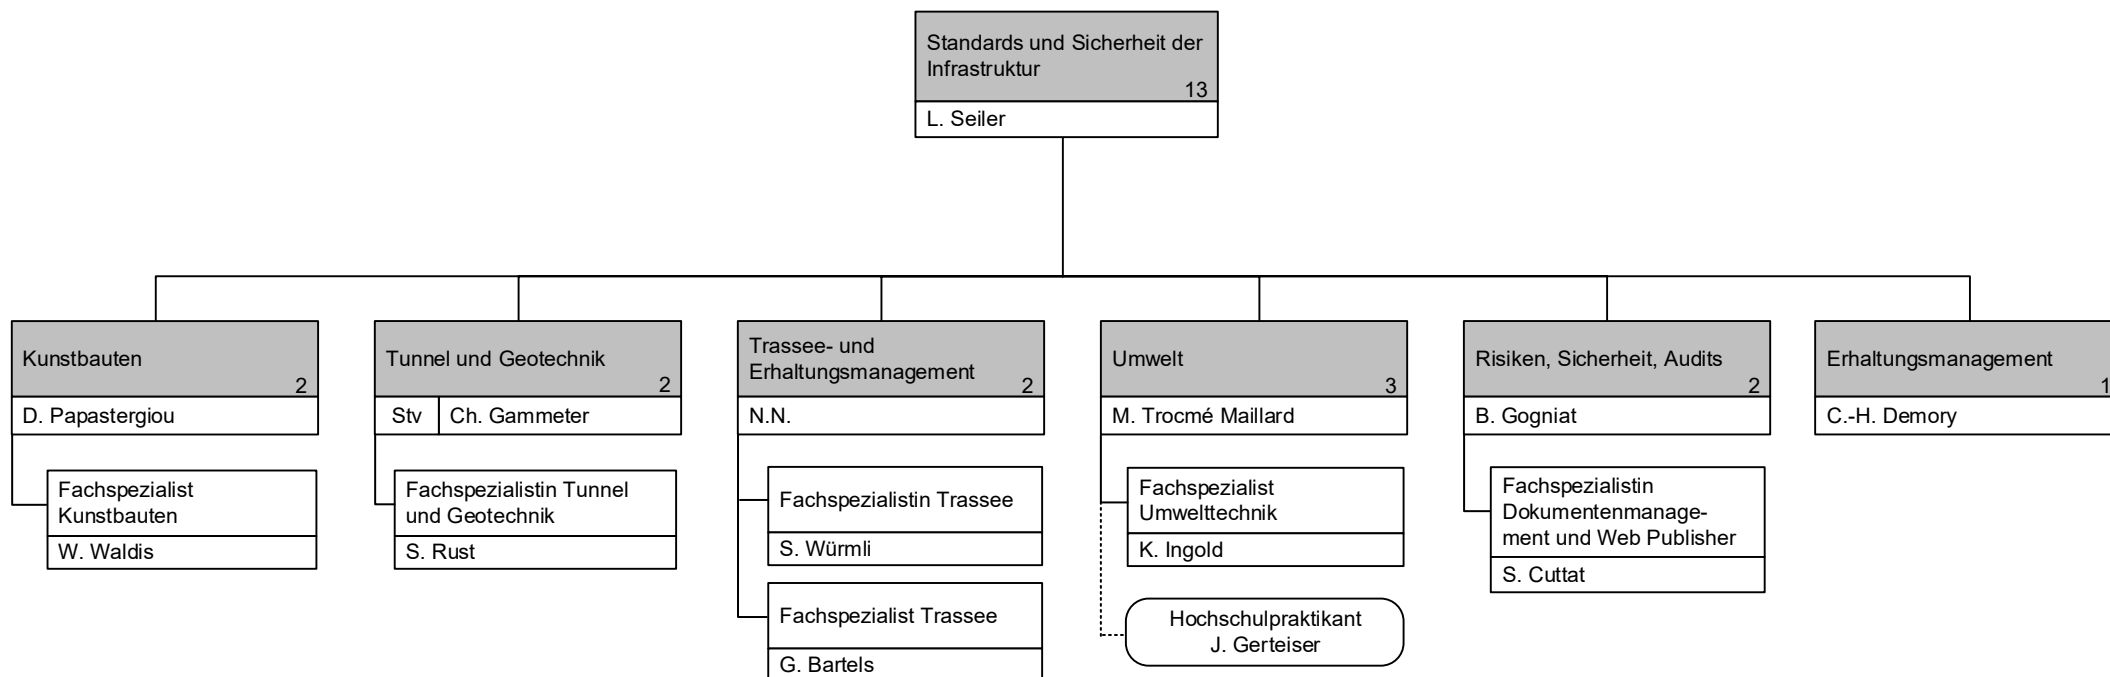 Standards und Sicherheit der
Infrastruktur
13
L. Seiler
Kunstbauten
2
D. Papastergiou
Fachspezialist
Kunstbauten
W. Waldis
Tunnel und Geotechnik
2
Stv
Ch. Gammeter
Fachspezialistin Tunnel
und Geotechnik
S. Rust
Trassee- und
Erhaltungsmanagement
2
N.N.
Fachspezialistin Trassee
S. Würmli
Fachspezialist Trassee
G. Bartels
Umwelt
3
M. Trocmé Maillard
Fachspezialist
Umwelttechnik
K. Ingold
Hochschulpraktikant
J. Gerteiser
Risiken, Sicherheit, Audits
2
B. Gogniat
Fachspezialistin
Dokumentenmanage-
ment und Web Publisher
S. Cuttat
Erhaltungsmanagement
1
C.-H. Demory